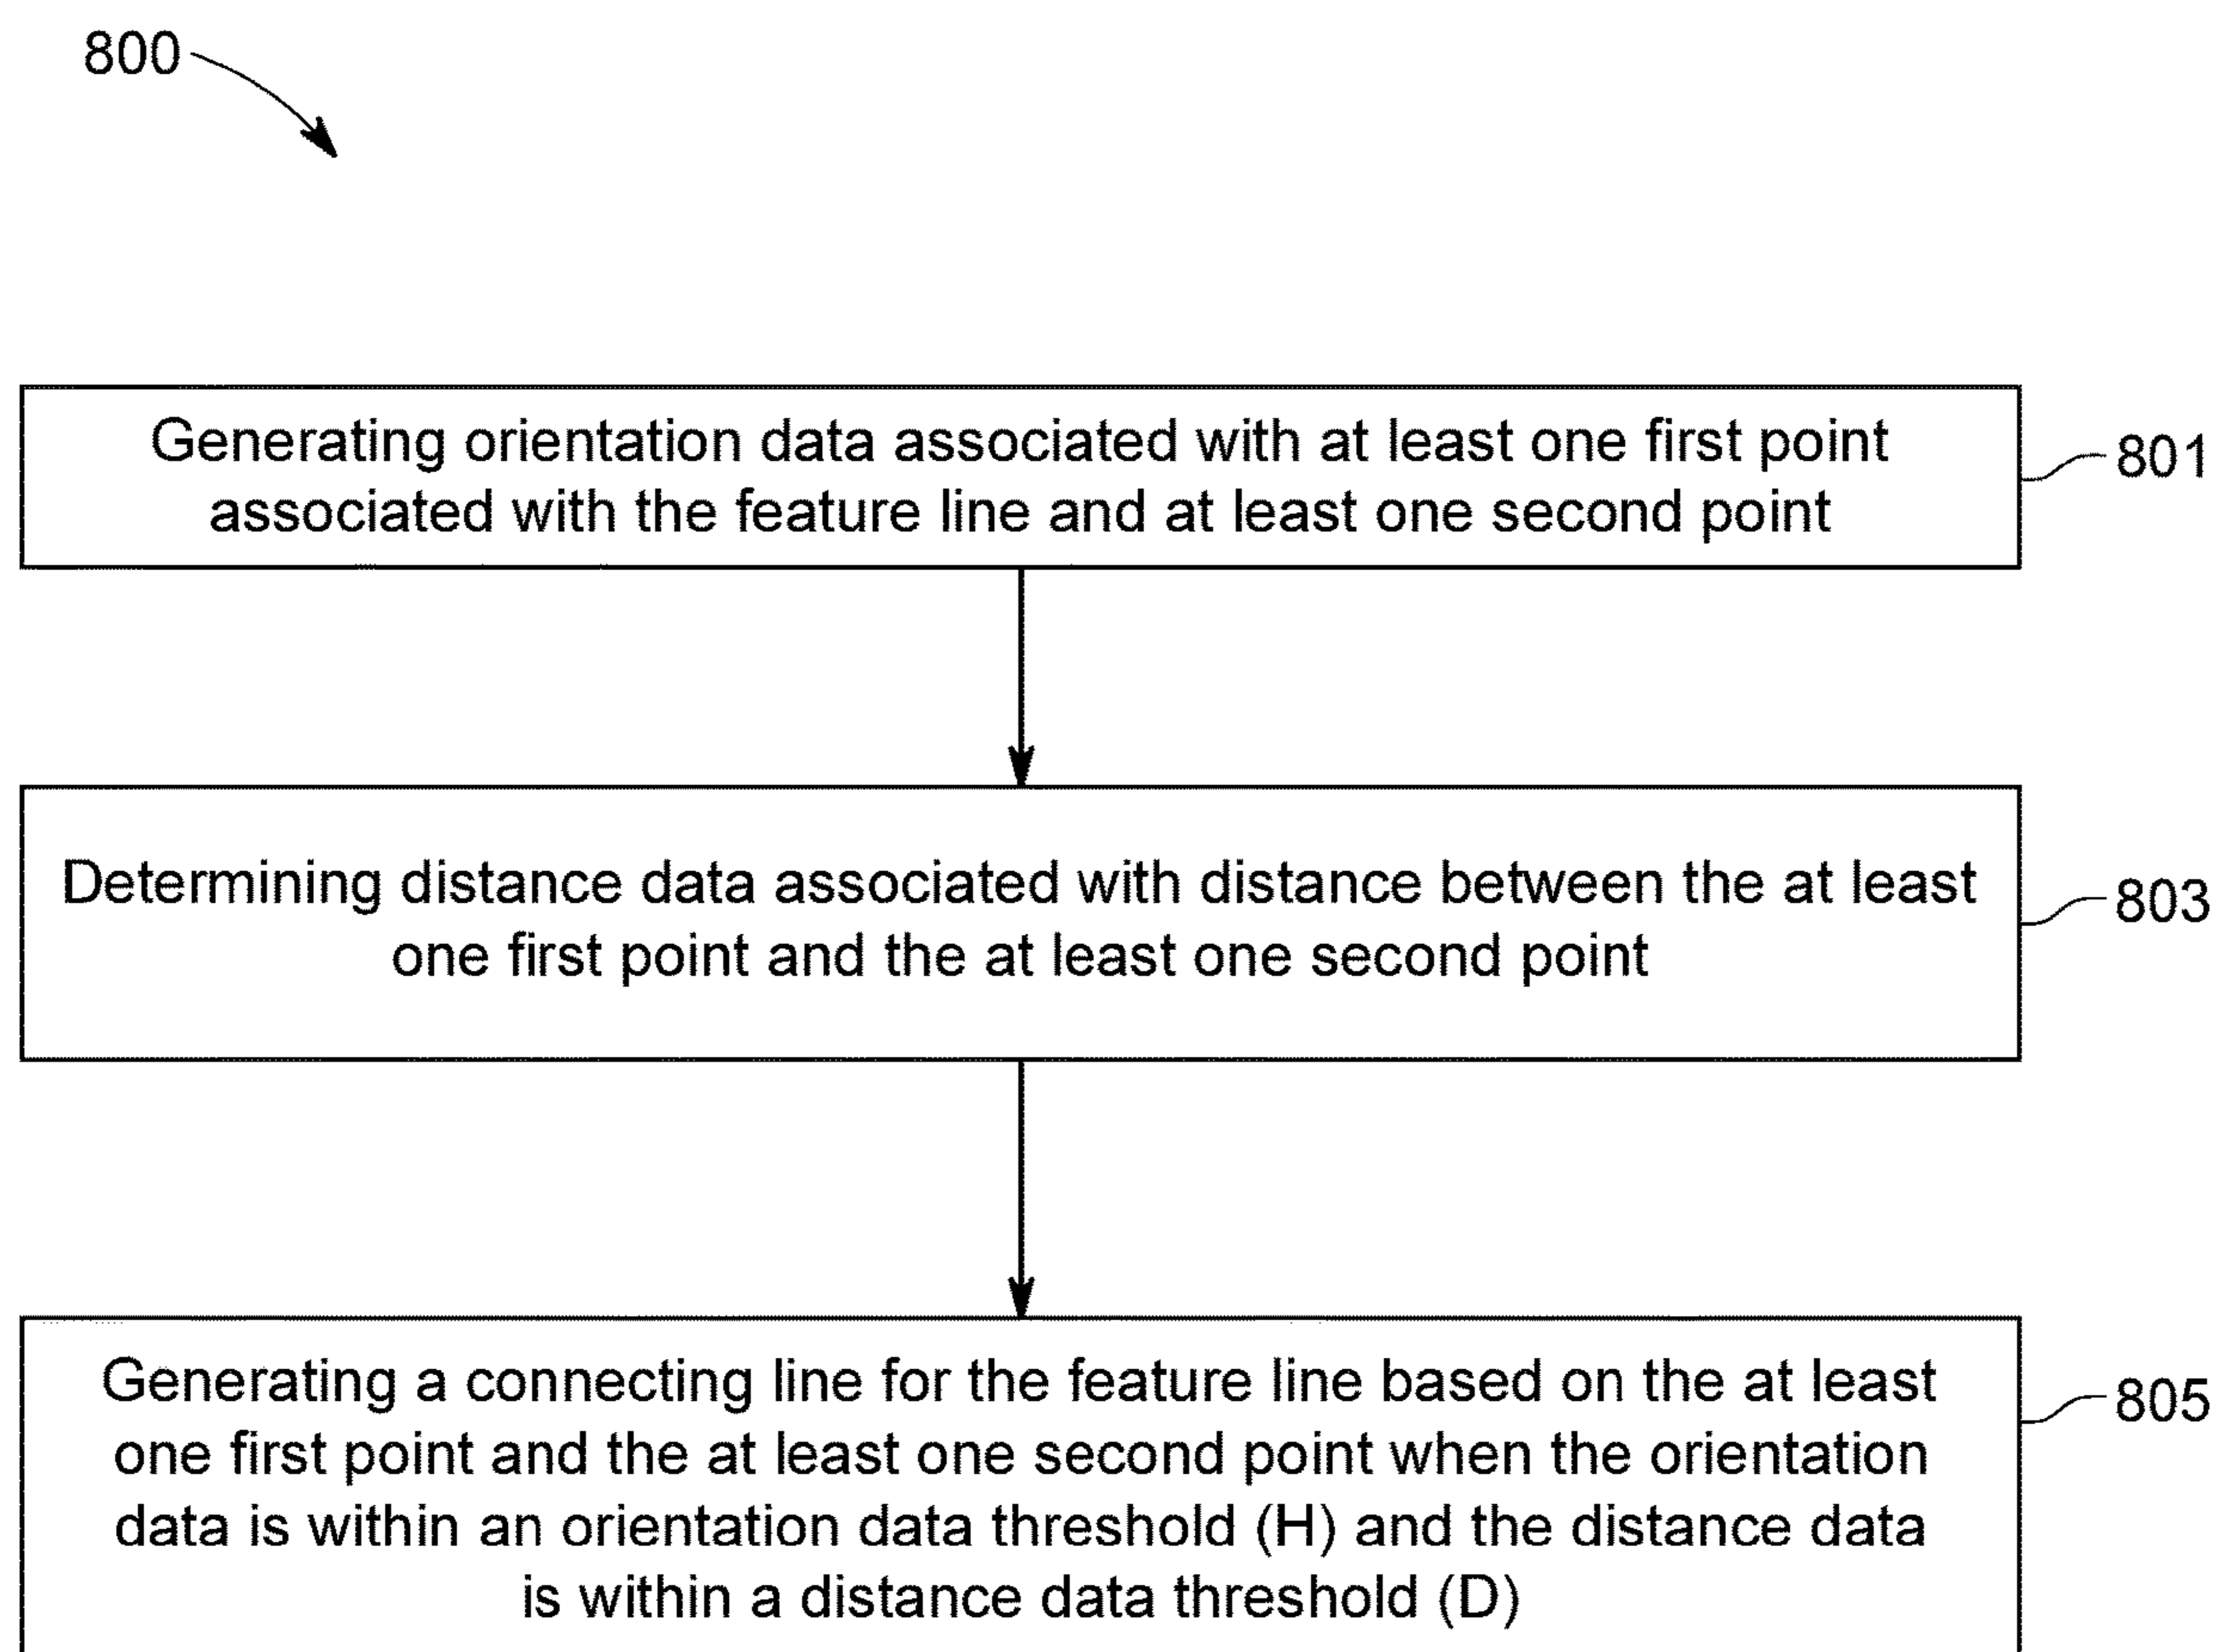 800
Generating orientation data associated with at least one first point
associated with the feature line and at least one second point
801
Determining distance data associated with distance between the at least
one first point and the at least one second point
803
Generating a connecting line for the feature line based on the at least
one first point and the at least one second point when the orientation
data is within an orientation data threshold (H) and the distance data
is within a distance data threshold (D)
805